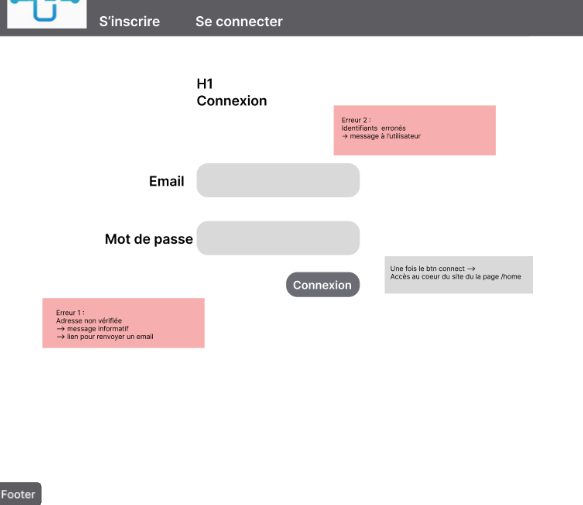 S'inscrire Se connecter
H1
Connexion
Erreur 2 :
Identifiants erronés
→ message à l'utilisateur
Email
Mot de passe
Une fois le btn connect →
Accès au coeur du site du la page /home
Connexion
Erreur 1 :
Adresse non vérifiée
→ message informatif
→ lien pour renvoyer un email
Footer